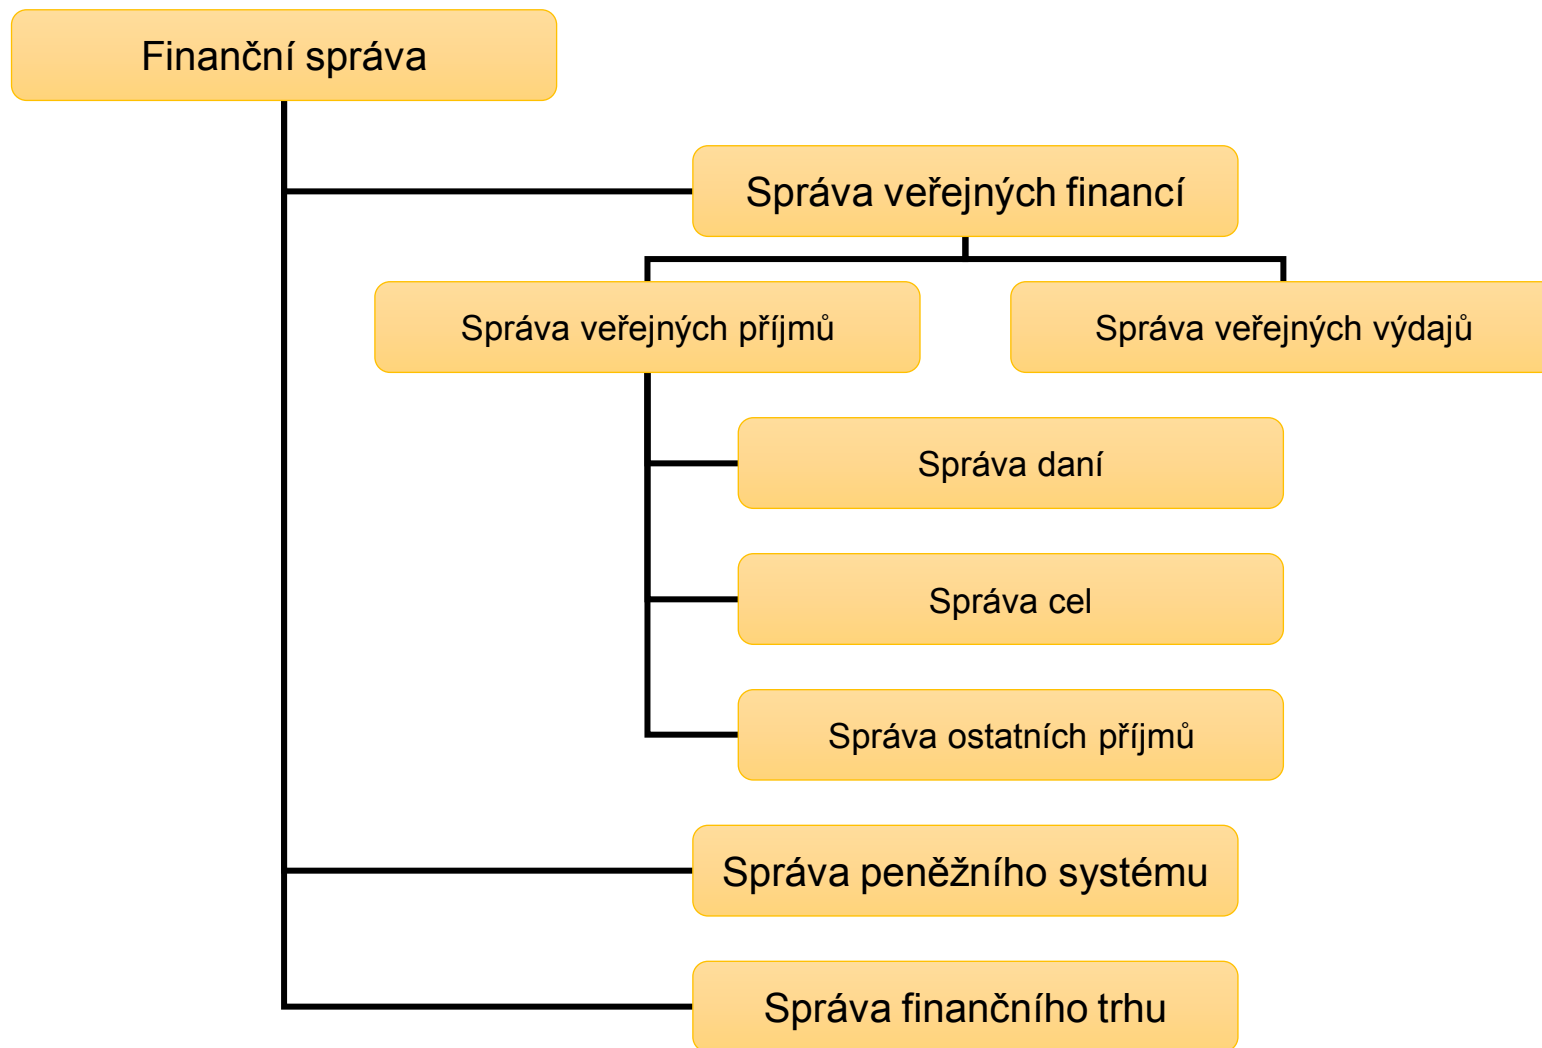 Finanční správa
Správa veřejných financí
Správa veřejných příjmů
Správa veřejných výdajů
Správa daní
Správa cel
Správa ostatních příjmů
Správa peněžního systému
Správa finančního trhu